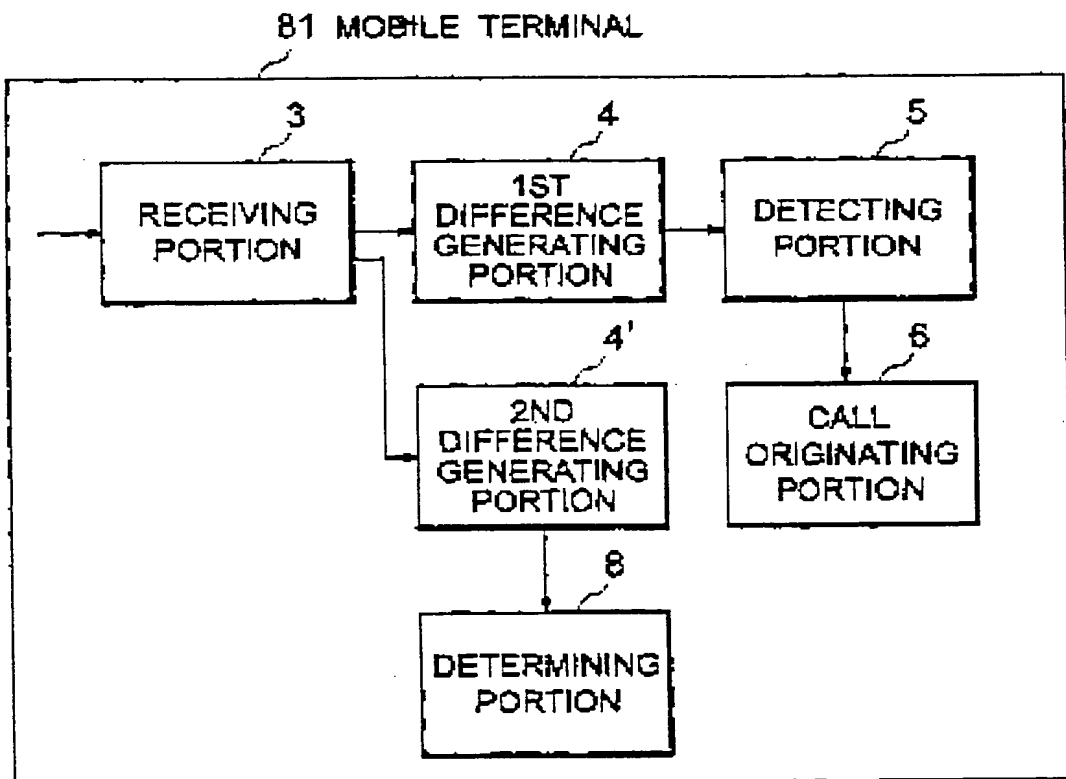 81 MOBILE TERMINAL
3
RECEIVING
PORTION
4
1ST
DIFFERENCE
GENERATING
PORTION
5
DETECTING
PORTION
4'
2ND
DIFFERENCE
GENERATING
PORTION
6
CALL
ORIGINATING
PORTION
8
DETERMINING
PORTION